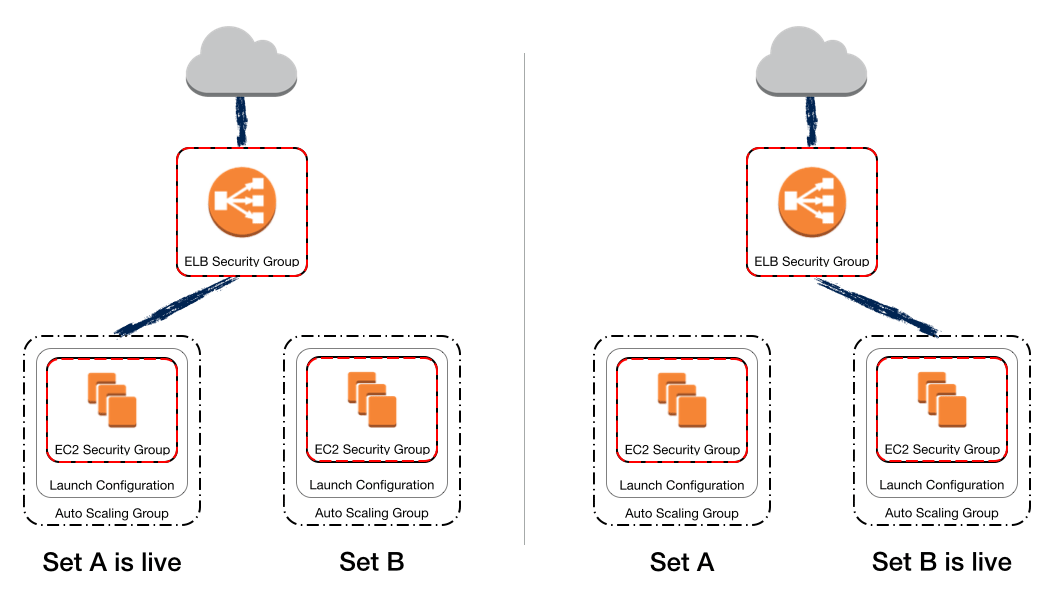 ELB Security Group
EC2 Security Group
Launch Configuration
Auto Scaling Group
Set A is live
EC2 Security Group
Launch Configuration
Auto Scaling Group
Set B
ELB Security Group
EC2 Security Group
Launch Configuration
Auto Scaling Group
Set A
EC2 Security Group
Launch Configuration
Auto Scaling Group
Set B is live